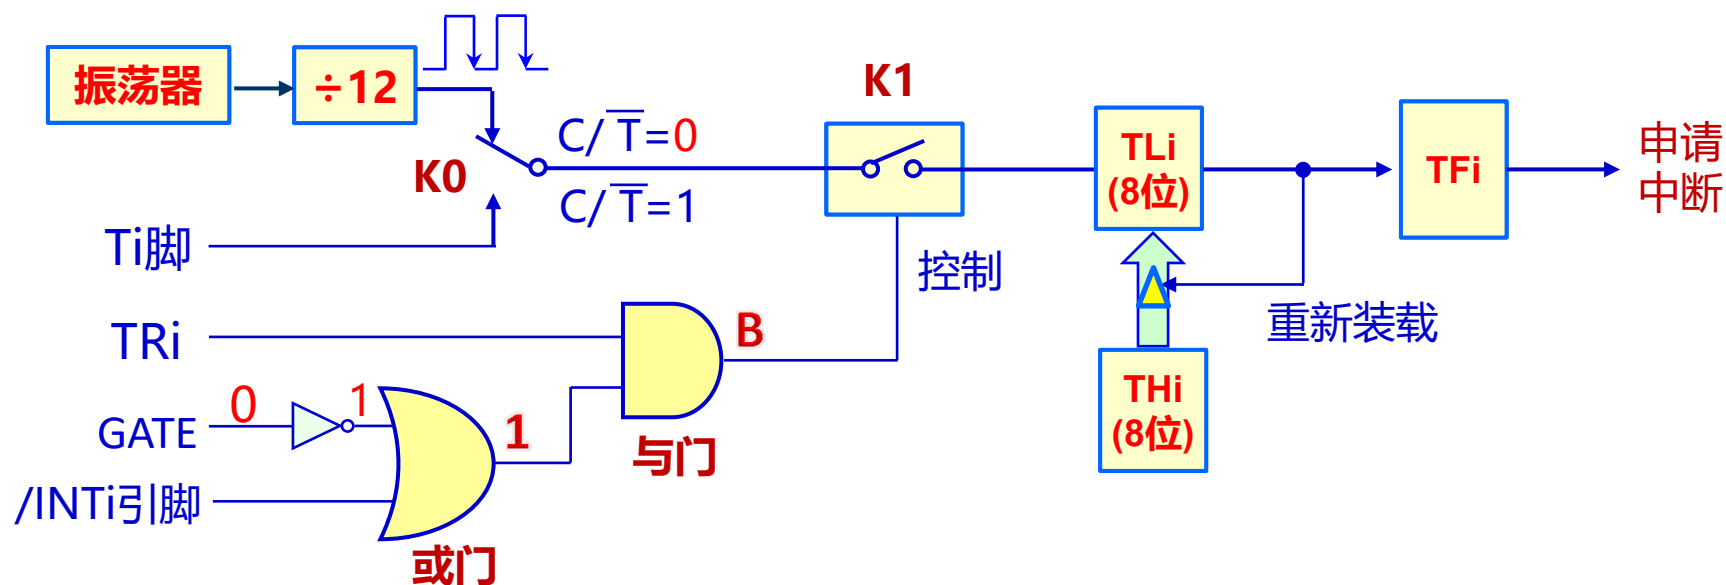 振荡器
÷12
K0
C/T=0
C/T=1
K1
TLi
(8位)
TFi
申请
中断
Ti脚
控制
重新装载
TRi
B
THi
(8位)
GATE
0
1
1
与门
/INTi引脚
或门